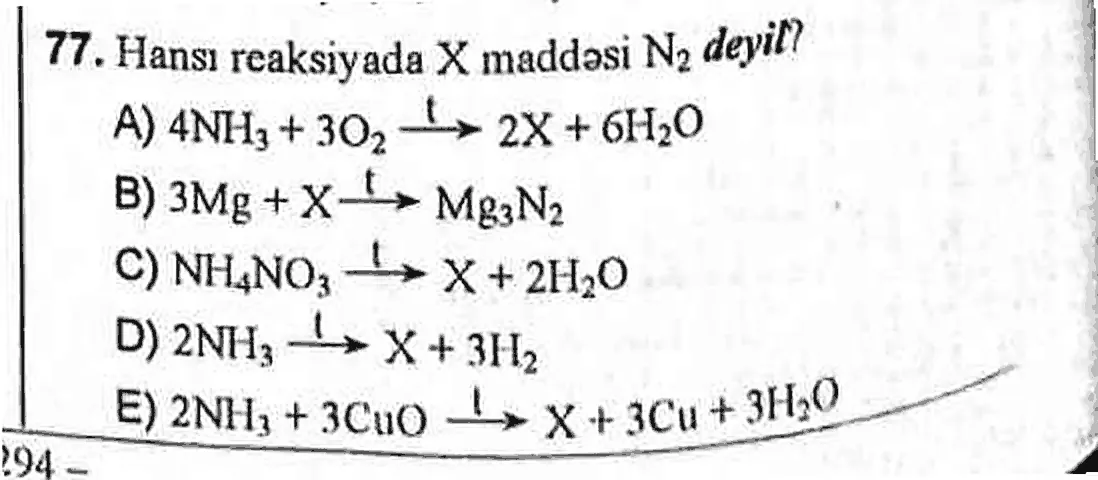 77. Hansı reaksiyada X maddəsi N₂ deyil?
A) 4NH₃ + 3O₂ —t→ 2X + 6H₂O
B) 3Mg + X —t→ Mg₃N₂
C) NH₄NO₃ —t→ X + 2H₂O
D) 2NH₃ —t→ X + 3H₂
E) 2NH₃ + 3CuO —t→ X + 3Cu + 3H₂O
294 –